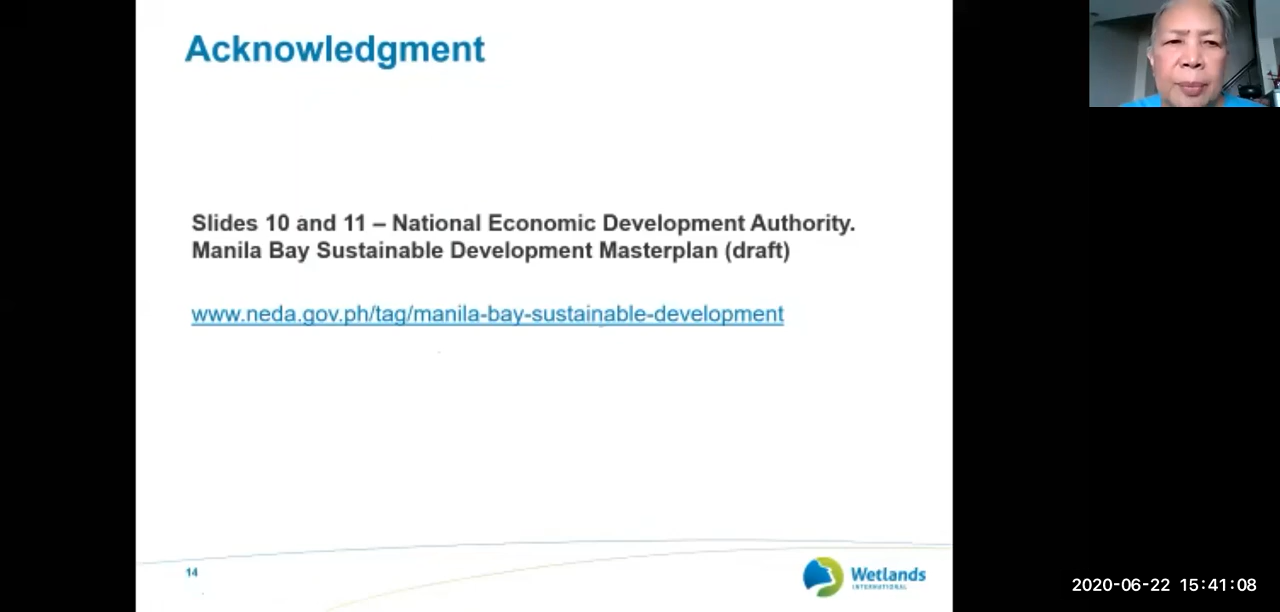 Acknowledgment
Slides 10 and 11 – National Economic Development Authority.
Manila Bay Sustainable Development Masterplan (draft)
www.neda.gov.ph/tag/manila-bay-sustainable-development
14
Wetlands
INTERNATIONAL
2020-06-22 15:41:08